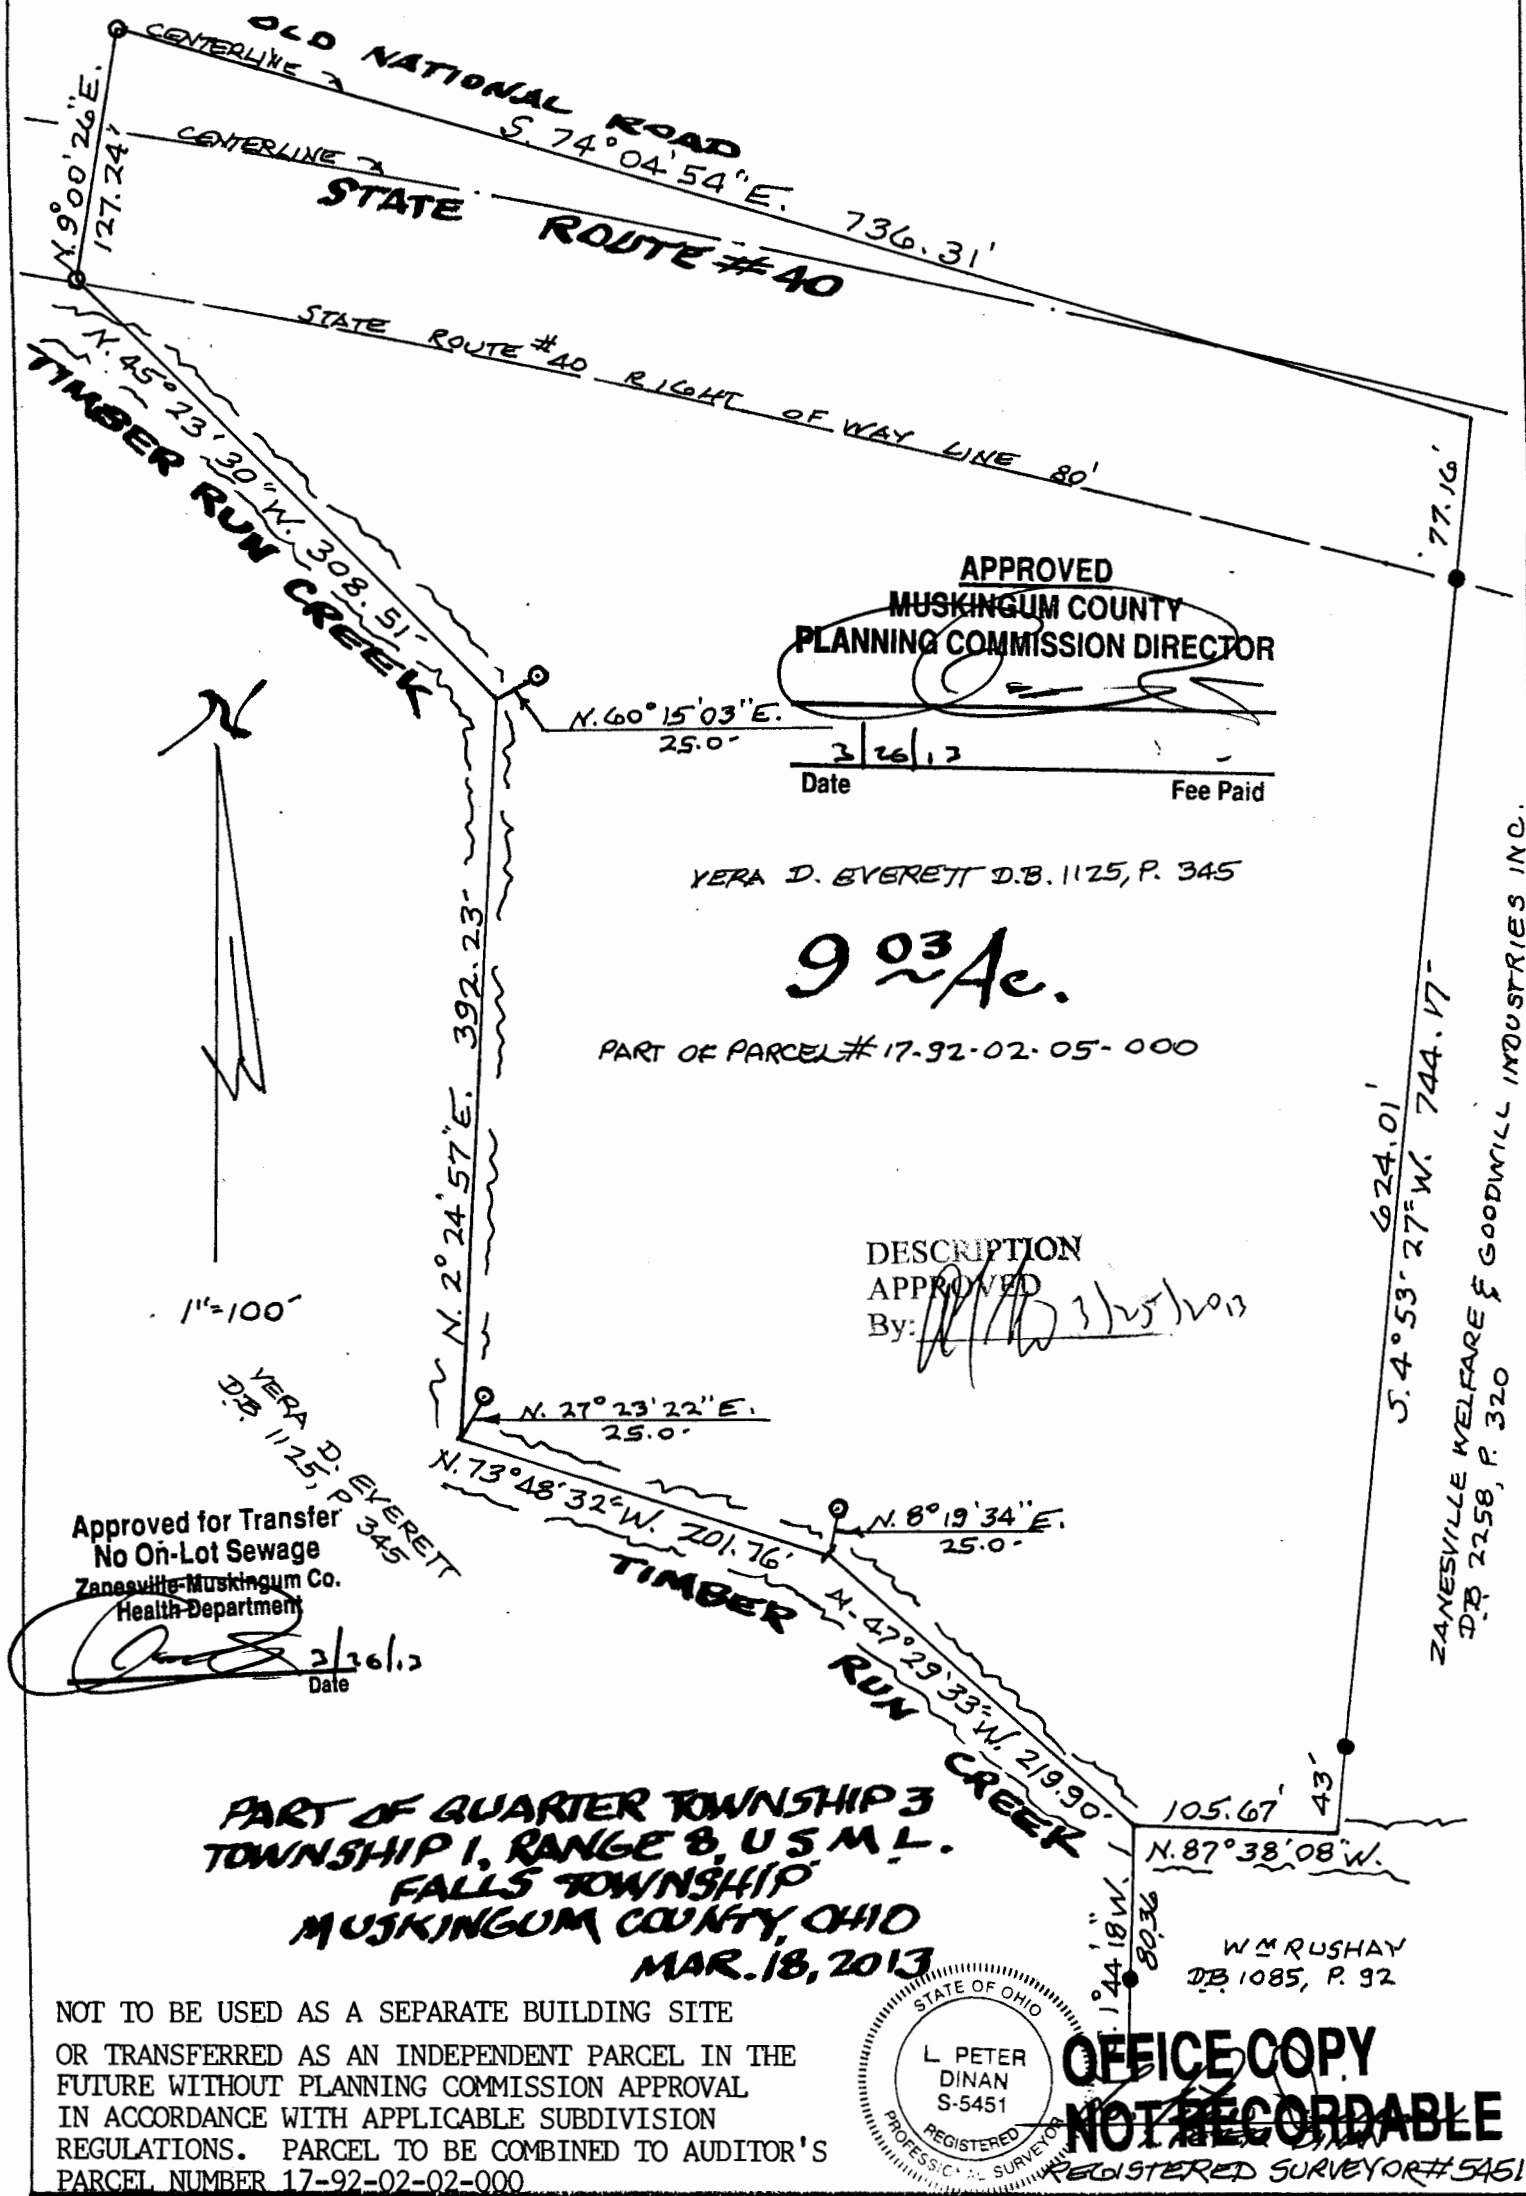 OLD NATIONAL ROAD
CENTERLINE
S. 74°04'54"E. 736.31'
N. 9°00'26"E.
127.24'
CENTERLINE
STATE ROUTE #40
STATE ROUTE #40 RIGHT OF WAY LINE 80'
77.16'
N. 45°23'30"W. 308.51'
TIMBER RUN CREEK
APPROVED
MUSKINGUM COUNTY
PLANNING COMMISSION DIRECTOR
3/26/13
Date Fee Paid
N
N. 60°15'03"E.
25.0'
VERA D. EVERETT D.B. 1125, P. 345
9 03 Ac.
PART OF PARCEL# 17-92-02-05-000
N. 2°24'57"E. 392.23'
624.01'
S. 4°53'27"W. 744.17'
ZANESVILLE WELFARE & GOODWILL INDUSTRIES INC.
D.B. 2258, P. 320
1"=100'
DESCRIPTION
APPROVED
By: 3/25/2013
VERA D. EVERETT
D.B. 1125, P. 345
N. 27°23'22"E.
25.0'
N. 73°48'32"W. 201.76'
N. 8°19'34"E.
25.0'
Approved for Transfer
No On-Lot Sewage
Zanesville-Muskingum Co.
Health Department
3/26/13
Date
TIMBER RUN CREEK
N. 47°29'33"W. 219.90'
43'
105.67'
N. 87°38'08"W.
1°44'18"W.
80.36
WM RUSHAY
DB 1085, P. 92
PART OF QUARTER TOWNSHIP 3
TOWNSHIP 1, RANGE 8, U S M L.
FALLS TOWNSHIP
MUSKINGUM COUNTY, OHIO
MAR. 18, 2013
NOT TO BE USED AS A SEPARATE BUILDING SITE
OR TRANSFERRED AS AN INDEPENDENT PARCEL IN THE
FUTURE WITHOUT PLANNING COMMISSION APPROVAL
IN ACCORDANCE WITH APPLICABLE SUBDIVISION
REGULATIONS. PARCEL TO BE COMBINED TO AUDITOR'S
PARCEL NUMBER 17-92-02-02-000
STATE OF OHIO
L PETER
DINAN
S-5451
REGISTERED
PROFESSIONAL SURVEYOR
OFFICE COPY
NOT RECORDABLE
DINAN
REGISTERED SURVEYOR# 5451